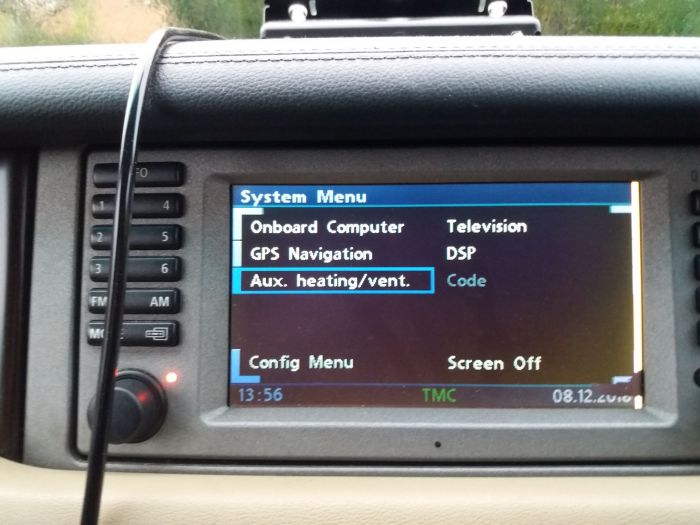 System Menu
Onboard Computer Television
GPS Navigation DSP
Aux. heating/vent. Code
Config Menu Screen Off
13:56 TMC
1 4
2 5
3 6
FM AM